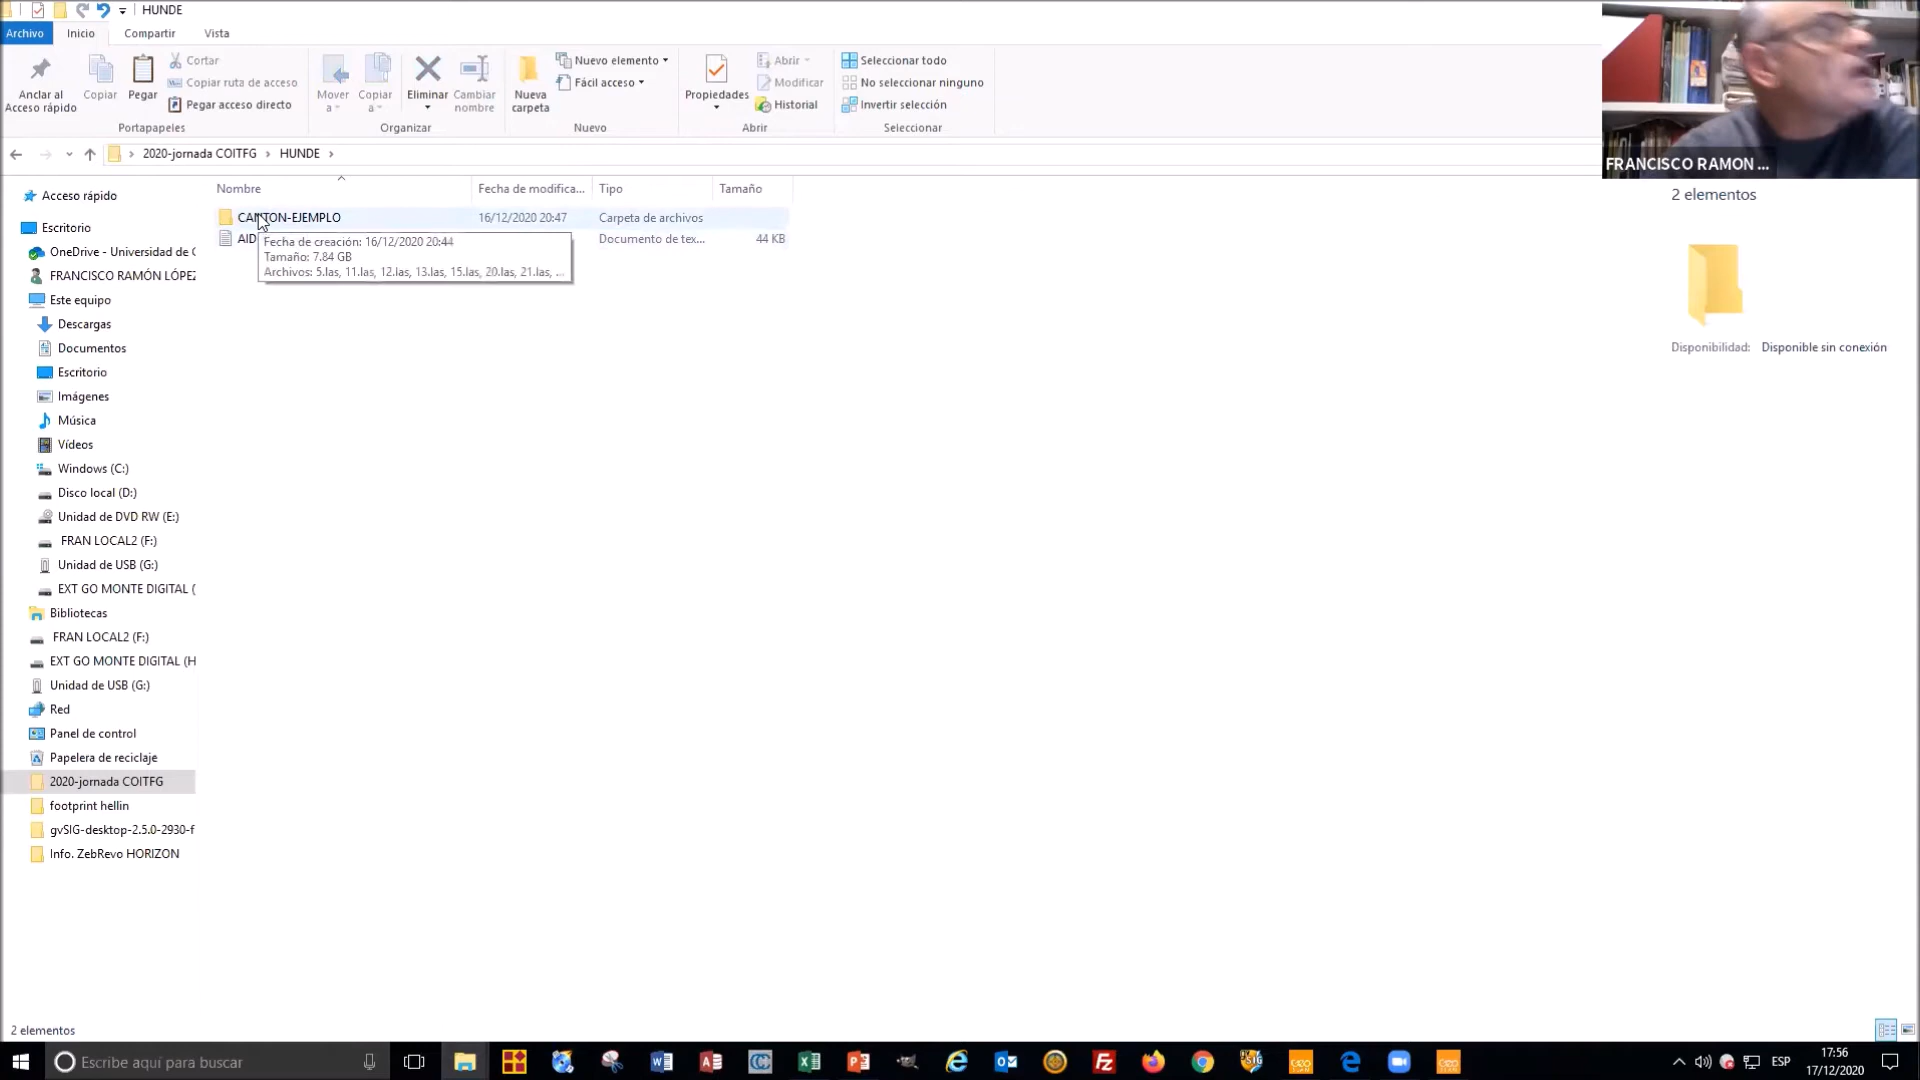 HUNDE
Archivo Inicio Compartir Vista
Anclar al Acceso rápido
Copiar
Pegar
Cortar
Copiar ruta de acceso
Pegar acceso directo
Portapapeles
Mover a
Copiar a
Eliminar
Cambiar nombre
Organizar
Nueva carpeta
Nuevo elemento
Fácil acceso
Nuevo
Propiedades
Abrir
Modificar
Historial
Abrir
Seleccionar todo
No seleccionar ninguno
Invertir selección
Seleccionar
FRANCISCO RAMON ...
2020-jornada COITFG > HUNDE >
Nombre Fecha de modifica... Tipo Tamaño
CANTON-EJEMPLO 16/12/2020 20:47 Carpeta de archivos
AID Documento de tex... 44 KB
Fecha de creación: 16/12/2020 20:44
Tamaño: 7.84 GB
Archivos: 5.las, 11.las, 12.las, 13.las, 15.las, 20.las, 21.las, ...
2 elementos
Disponibilidad: Disponible sin conexión
Acceso rápido
Escritorio
OneDrive - Universidad de C
FRANCISCO RAMÓN LÓPEZ
Este equipo
Descargas
Documentos
Escritorio
Imágenes
Música
Vídeos
Windows (C:)
Disco local (D:)
Unidad de DVD RW (E:)
FRAN LOCAL2 (F:)
Unidad de USB (G:)
EXT GO MONTE DIGITAL (
Bibliotecas
FRAN LOCAL2 (F:)
EXT GO MONTE DIGITAL (H
Unidad de USB (G:)
Red
Panel de control
Papelera de reciclaje
2020-jornada COITFG
footprint hellin
gvSIG-desktop-2.5.0-2930-f
Info. ZebRevo HORIZON
2 elementos
Escribe aquí para buscar
ESP
17:56
17/12/2020